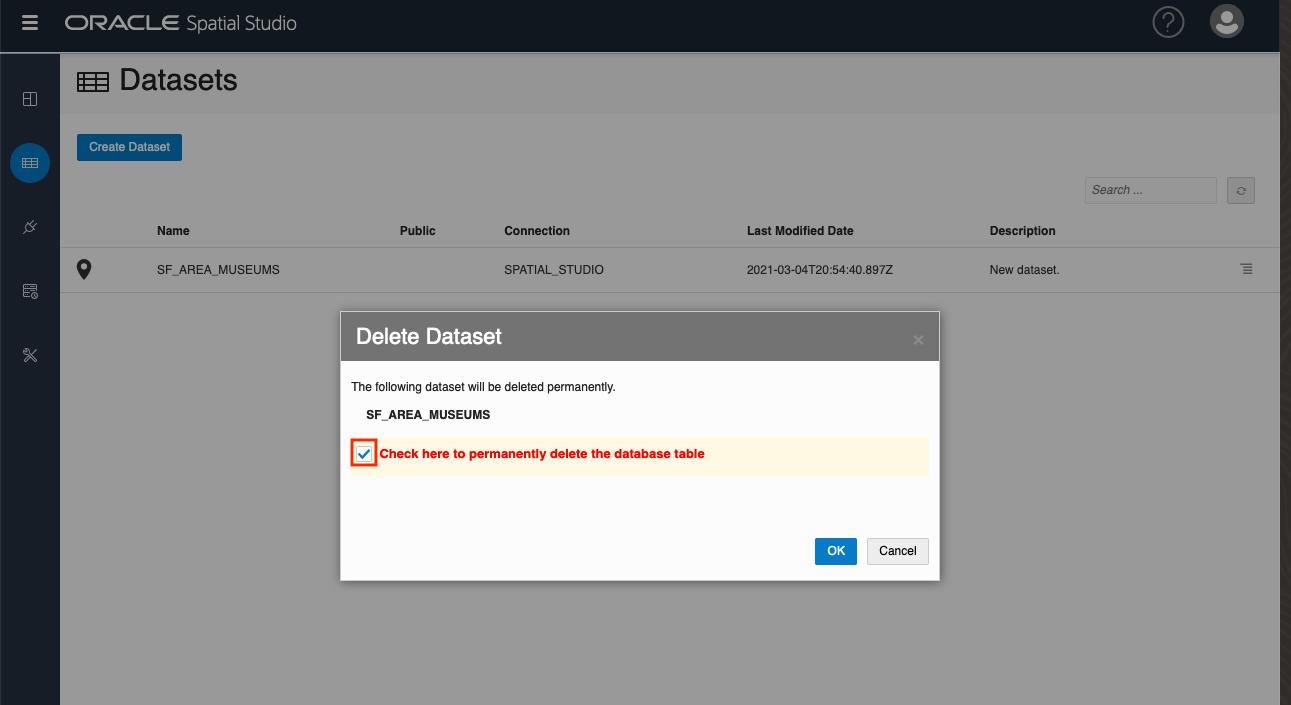 ORACLE Spatial Studio
?
Datasets
Create Dataset
Search ...
Name Public Connection Last Modified Date Description
SF_AREA_MUSEUMS SPATIAL_STUDIO 2021-03-04T20:54:40.897Z New dataset.
Delete Dataset
The following dataset will be deleted permanently.
SF_AREA_MUSEUMS
Check here to permanently delete the database table
OK Cancel